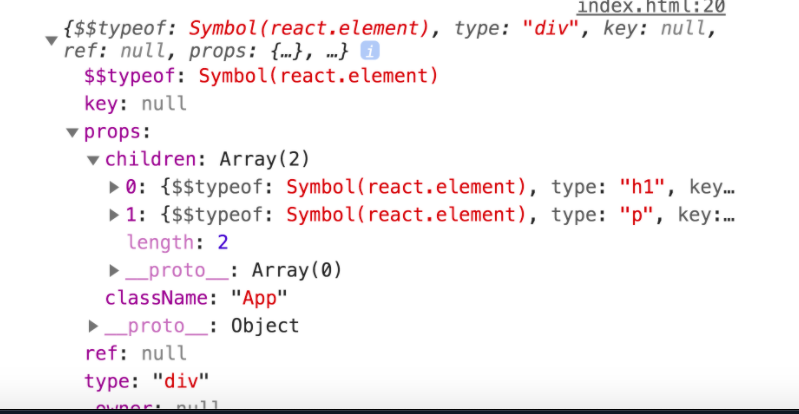 index.html:20
{$$typeof: Symbol(react.element), type: "div", key: null,
ref: null, props: {…}, …} i
$$typeof: Symbol(react.element)
key: null
props:
children: Array(2)
0: {$$typeof: Symbol(react.element), type: "h1", key…
1: {$$typeof: Symbol(react.element), type: "p", key:…
length: 2
__proto__: Array(0)
className: "App"
__proto__: Object
ref: null
type: "div"
_owner: null